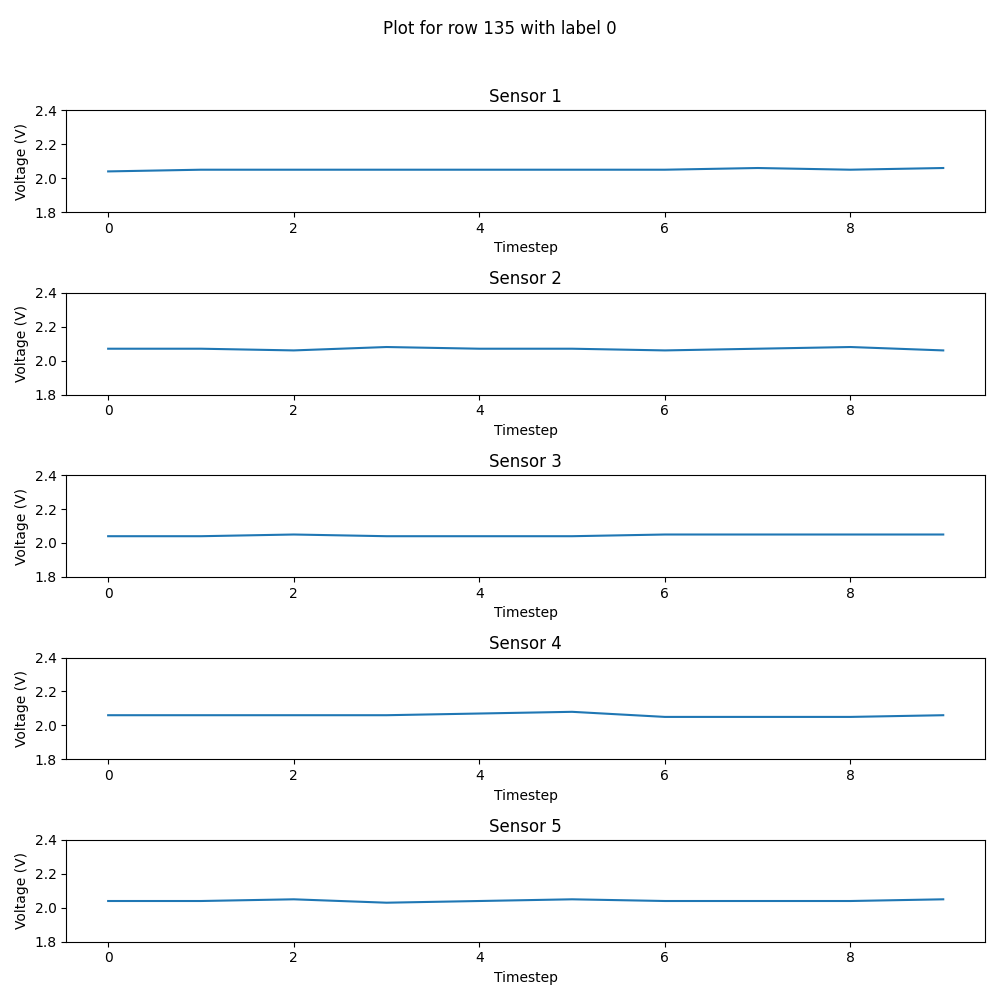 Plot for row 135 with label 0
Sensor 1
Voltage (V)
2.4
2.2
2.0
1.8
0 2 4 6 8
Timestep
Sensor 2
Voltage (V)
2.4
2.2
2.0
1.8
0 2 4 6 8
Timestep
Sensor 3
Voltage (V)
2.4
2.2
2.0
1.8
0 2 4 6 8
Timestep
Sensor 4
Voltage (V)
2.4
2.2
2.0
1.8
0 2 4 6 8
Timestep
Sensor 5
Voltage (V)
2.4
2.2
2.0
1.8
0 2 4 6 8
Timestep